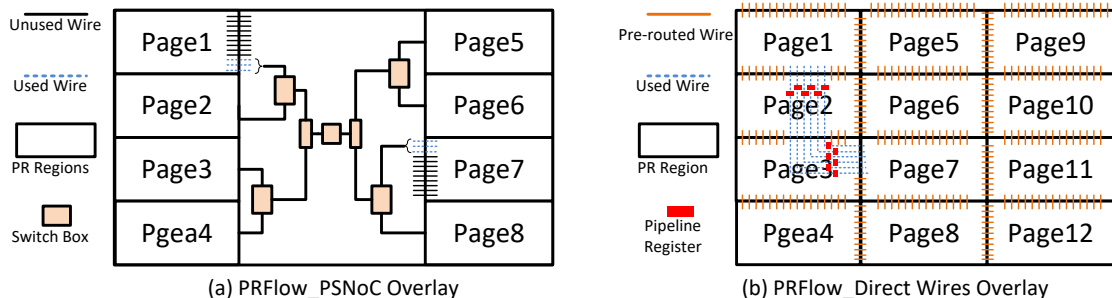 Unused Wire
Used Wire
PR Regions
Switch Box
Page1
Page2
Page3
Pgea4
Page5
Page6
Page7
Page8
(a) PRFlow_PSNoC Overlay
Pre-routed Wire
Used Wire
PR Region
Pipeline
Register
Page1
Page5
Page9
Page2
Page6
Page10
Page3
Page7
Page11
Pgea4
Page8
Page12
(b) PRFlow_Direct Wires Overlay